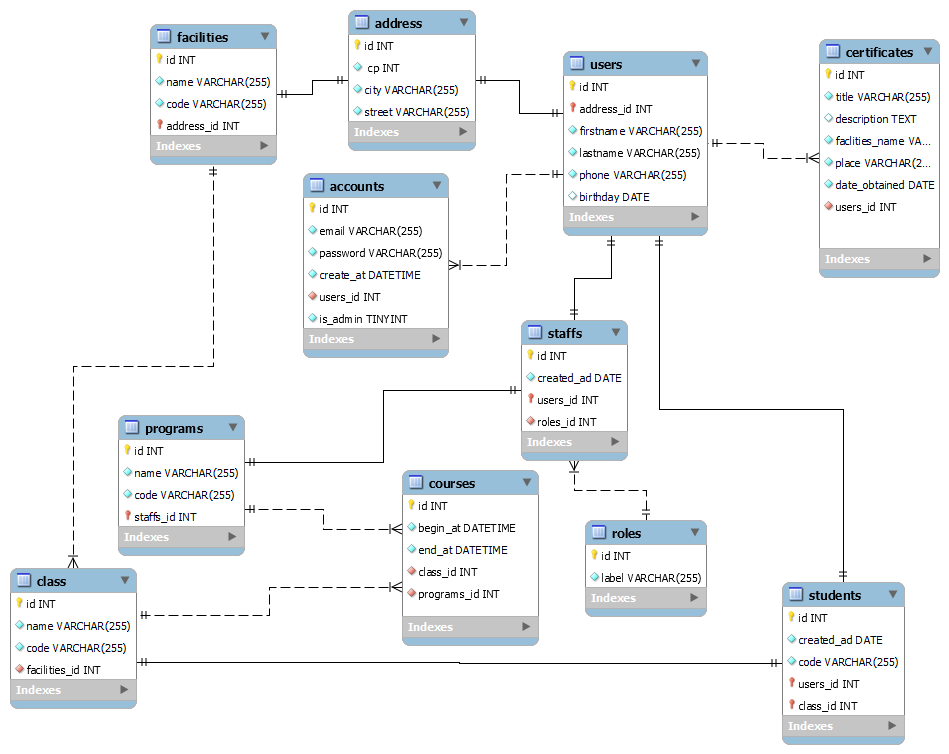 facilities
id INT
name VARCHAR(255)
code VARCHAR(255)
address_id INT
Indexes
address
id INT
cp INT
city VARCHAR(255)
street VARCHAR(255)
Indexes
users
id INT
address_id INT
firstname VARCHAR(255)
lastname VARCHAR(255)
phone VARCHAR(255)
birthday DATE
Indexes
certificates
id INT
title VARCHAR(255)
description TEXT
faclities_name VA...
place VARCHAR(2...
date_obtained DATE
users_id INT
Indexes
accounts
id INT
email VARCHAR(255)
password VARCHAR(255)
create_at DATETIME
users_id INT
is_admin TINYINT
Indexes
staffs
id INT
created_ad DATE
users_id INT
roles_id INT
Indexes
programs
id INT
name VARCHAR(255)
code VARCHAR(255)
staffs_id INT
Indexes
courses
id INT
begin_at DATETIME
end_at DATETIME
class_id INT
programs_id INT
Indexes
roles
id INT
label VARCHAR(255)
Indexes
class
id INT
name VARCHAR(255)
code VARCHAR(255)
facilities_id INT
Indexes
students
id INT
created_ad DATE
code VARCHAR(255)
users_id INT
class_id INT
Indexes